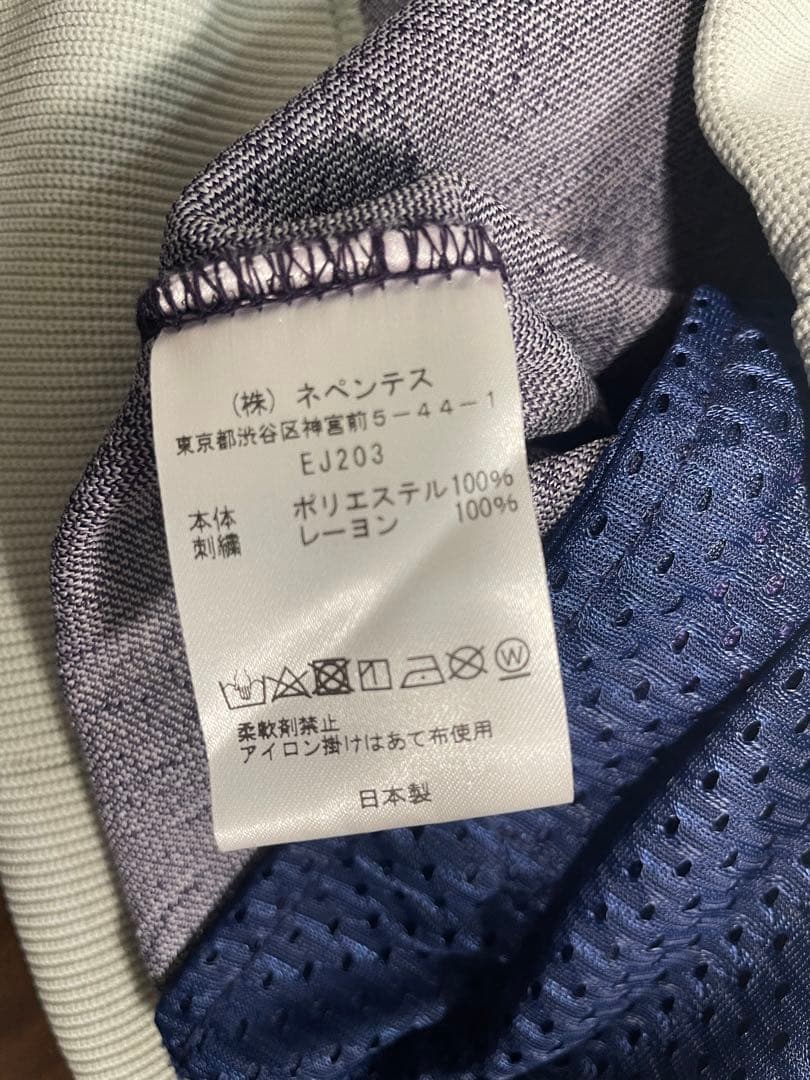 （株）ネペンテス
東京都渋谷区神宮前５－４４－１
EJ203
本体 ポリエステル100%
刺繍 レーヨン 100%
W
柔軟剤禁止
アイロン掛けはあて布使用
日本製